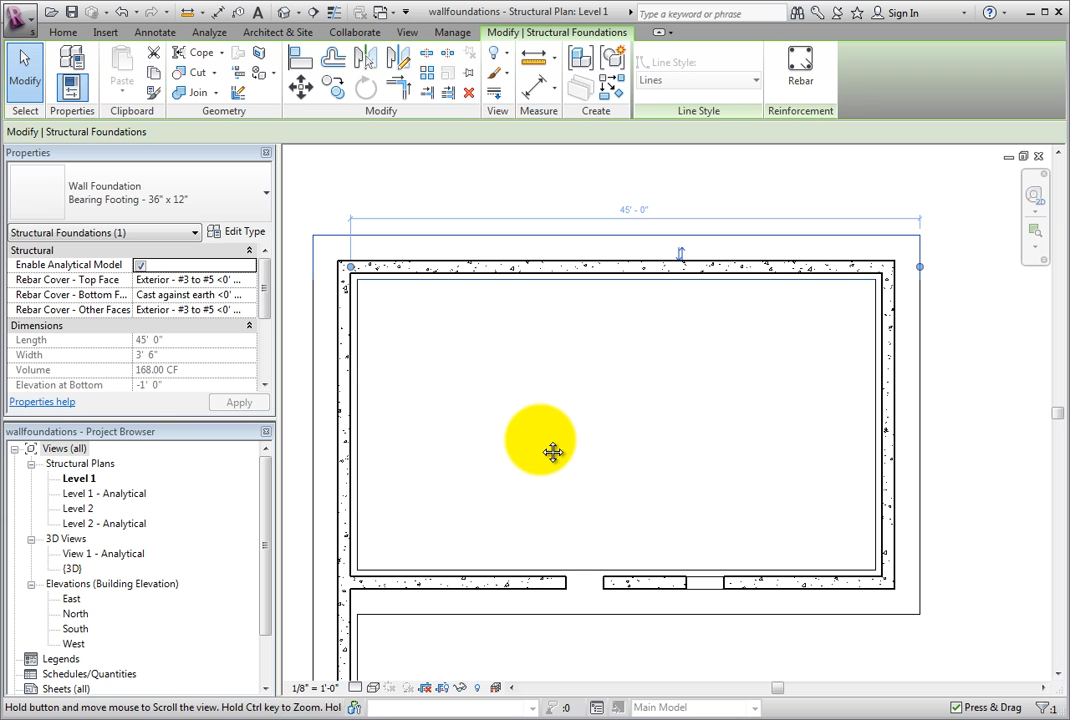 wallfoundations - Structural Plan: Level 1
Type a keyword or phrase
Sign In
Home Insert Annotate Analyze Architect & Site Collaborate View Manage Modify | Structural Foundations
Modify
Select
Properties
Paste
Clipboard
Cope
Cut
Join
Geometry
Modify
View
Measure
Create
Line Style:
Lines
Line Style
Rebar
Reinforcement
Modify | Structural Foundations
Properties
Wall Foundation
Bearing Footing - 36" x 12"
Structural Foundations (1)
Edit Type
Structural
Enable Analytical Model
Rebar Cover - Top Face Exterior - #3 to #5 <0' ...
Rebar Cover - Bottom F... Cast against earth <0' ...
Rebar Cover - Other Faces Exterior - #3 to #5 <0' ...
Dimensions
Length 45' 0"
Width 3' 6"
Volume 168.00 CF
Elevation at Bottom -1' 0"
Properties help
Apply
wallfoundations - Project Browser
Views (all)
Structural Plans
Level 1
Level 1 - Analytical
Level 2
Level 2 - Analytical
3D Views
View 1 - Analytical
{3D}
Elevations (Building Elevation)
East
North
South
West
Legends
Schedules/Quantities
Sheets (all)
45' - 0"
2D
1/8" = 1'-0"
Hold button and move mouse to Scroll the view. Hold Ctrl key to Zoom. Hol
:0
Main Model
Press & Drag
:1